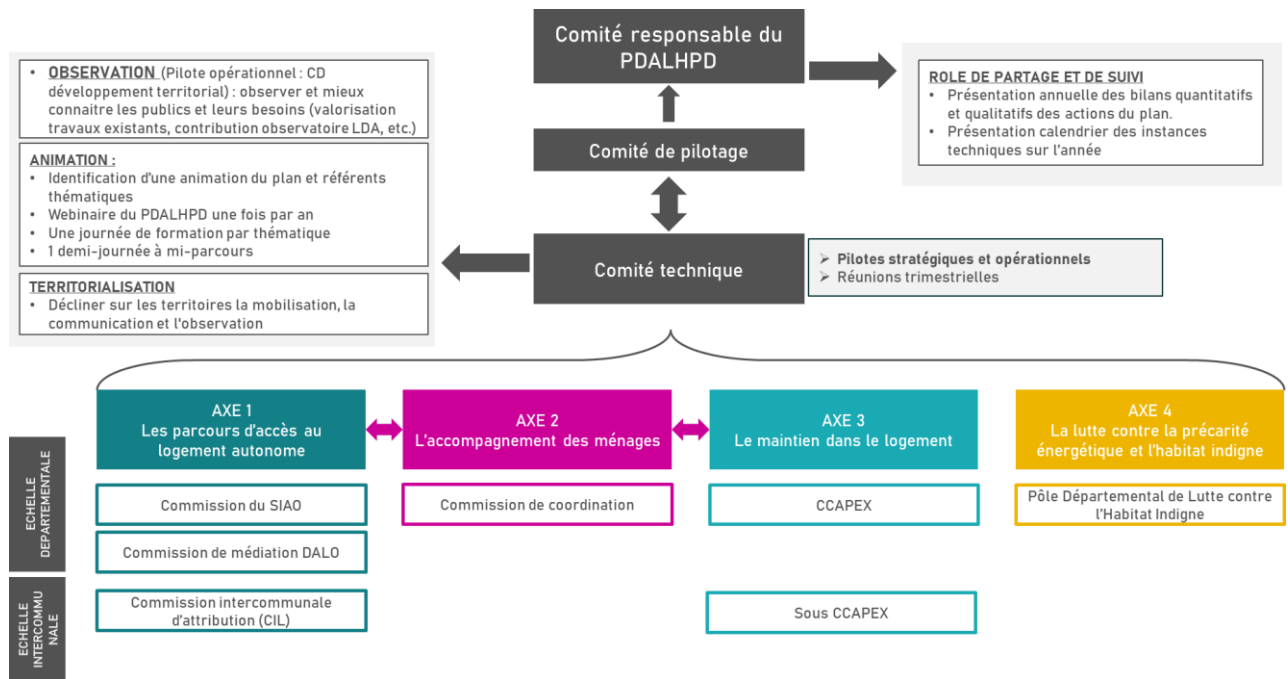 Comité responsable du
PDALHPD
• OBSERVATION (Pilote opérationnel : CD
développement territorial) : observer et mieux
connaitre les publics et leurs besoins (valorisation
travaux existants, contribution observatoire LDA, etc.)
ANIMATION :
• Identification d'une animation du plan et référents
thématiques
• Webinaire du PDALHPD une fois par an
• Une journée de formation par thématique
• 1 demi-journée à mi-parcours
TERRITORIALISATION
• Décliner sur les territoires la mobilisation, la
communication et l'observation
ROLE DE PARTAGE ET DE SUIVI
• Présentation annuelle des bilans quantitatifs
et qualitatifs des actions du plan.
• Présentation calendrier des instances
techniques sur l'année
Comité de pilotage
Comité technique
➢ Pilotes stratégiques et opérationnels
➢ Réunions trimestrielles
AXE 1
Les parcours d'accès au
logement autonome
AXE 2
L'accompagnement des ménages
AXE 3
Le maintien dans le logement
AXE 4
La lutte contre la précarité
énergétique et l'habitat indigne
ECHELLE
DEPARTEMENTALE
Commission du SIAO
Commission de coordination
CCAPEX
Pôle Départemental de Lutte contre
l'Habitat Indigne
Commission de médiation DALO
ECHELLE
INTERCOMMU
NALE
Commission intercommunale
d'attribution (CIL)
Sous CCAPEX